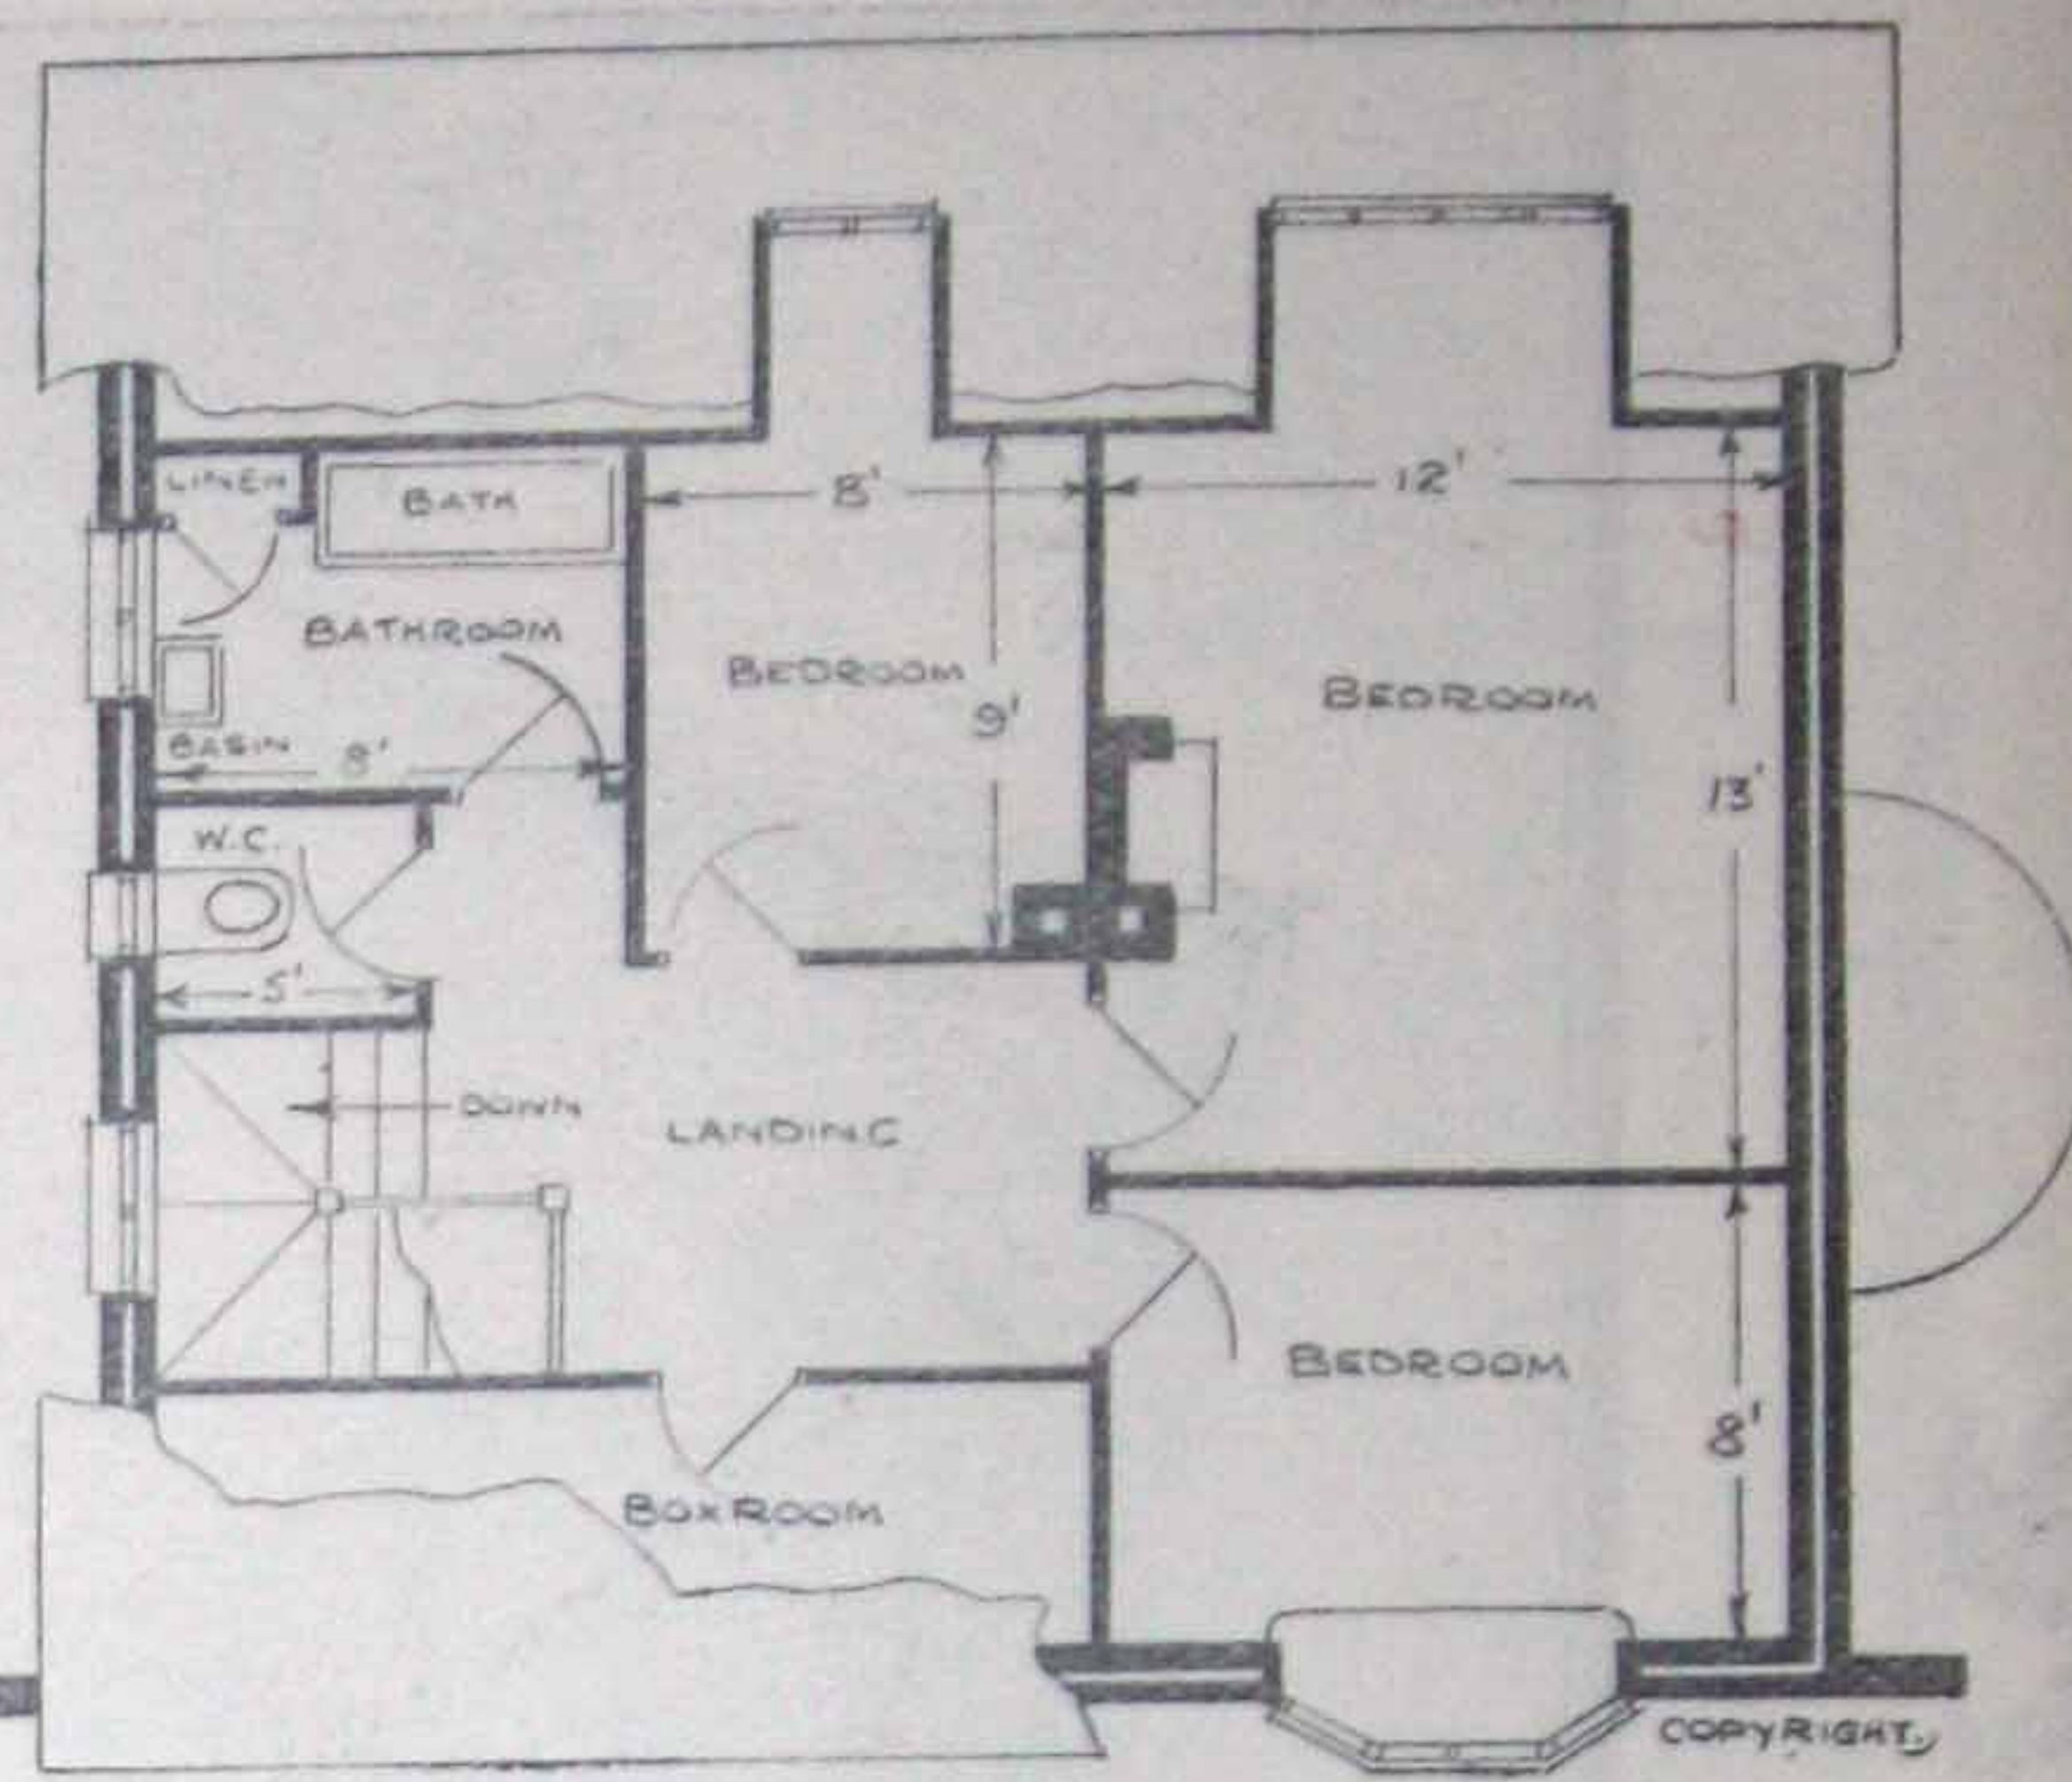 LINEN
BATH
8'
12'
BATHROOM
BEDROOM
9'
BEDROOM
BASIN
8'
13'
W.C.
5'
DOWN
LANDING
BEDROOM
8'
BOXROOM
COPYRIGHT.